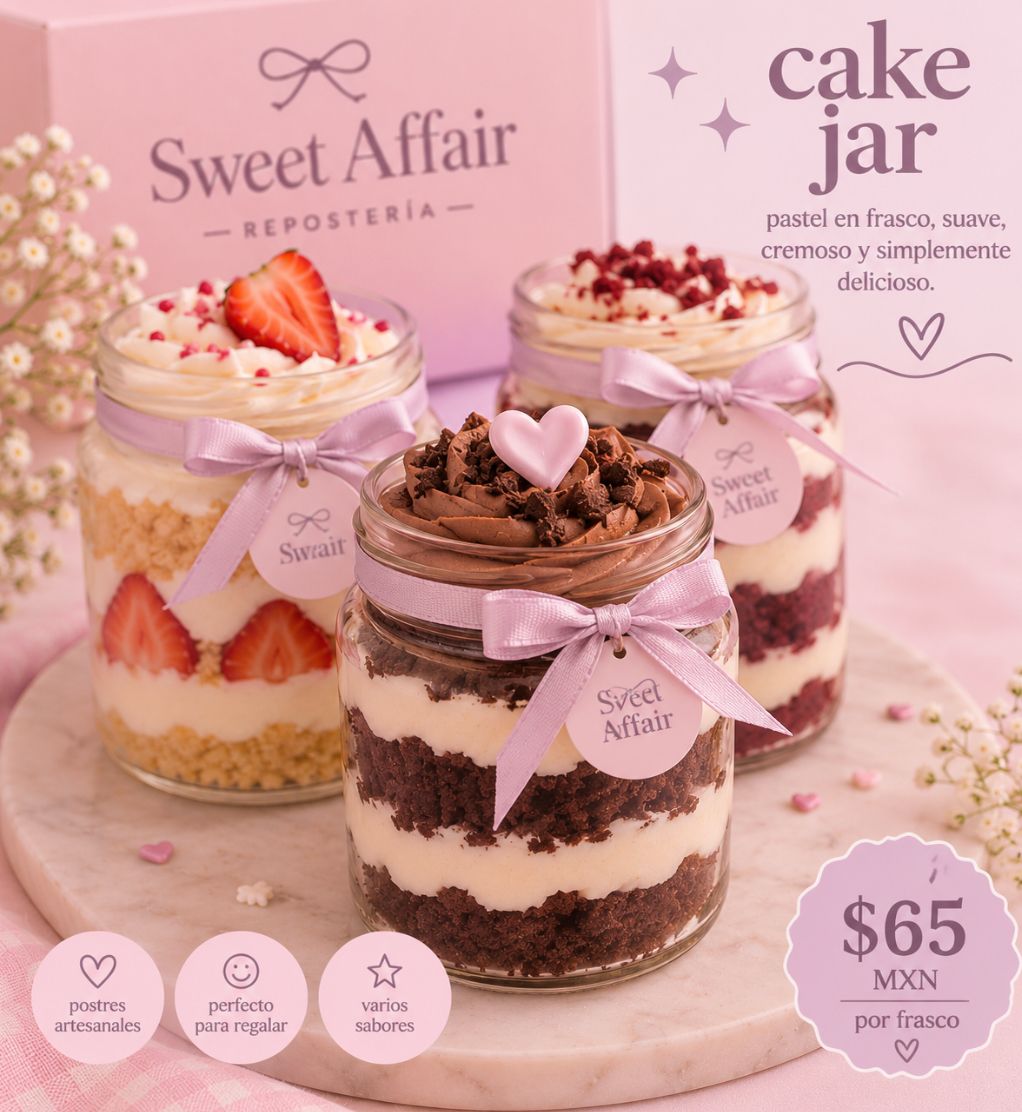 Sweet Affair
REPOSTERÍA
cake
jar
pastel en frasco, suave,
cremoso y simplemente
delicioso.
Swrait
Sweet
Affair
Sweet
Affair
postres
artesanales
perfecto
para regalar
varios
sabores
$65
MXN
por frasco